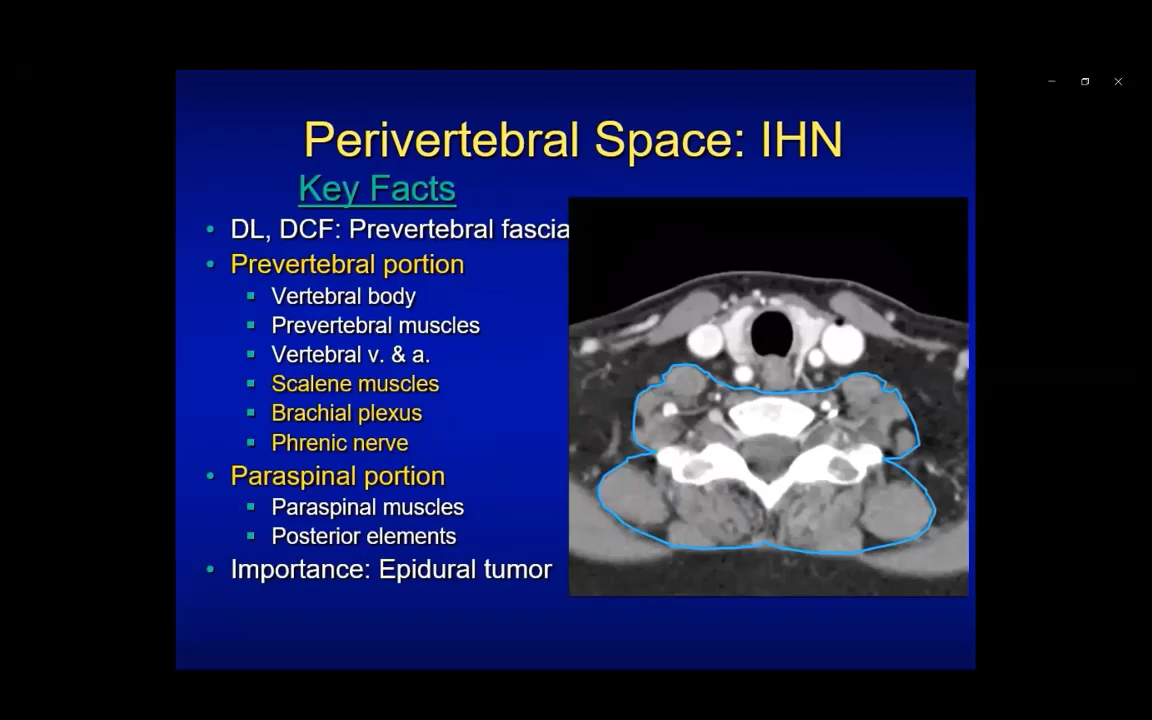 Perivertebral Space: IHN
Key Facts
• DL, DCF: Prevertebral fascia
• Prevertebral portion
▪ Vertebral body
▪ Prevertebral muscles
▪ Vertebral v. & a.
▪ Scalene muscles
▪ Brachial plexus
▪ Phrenic nerve
• Paraspinal portion
▪ Paraspinal muscles
▪ Posterior elements
• Importance: Epidural tumor